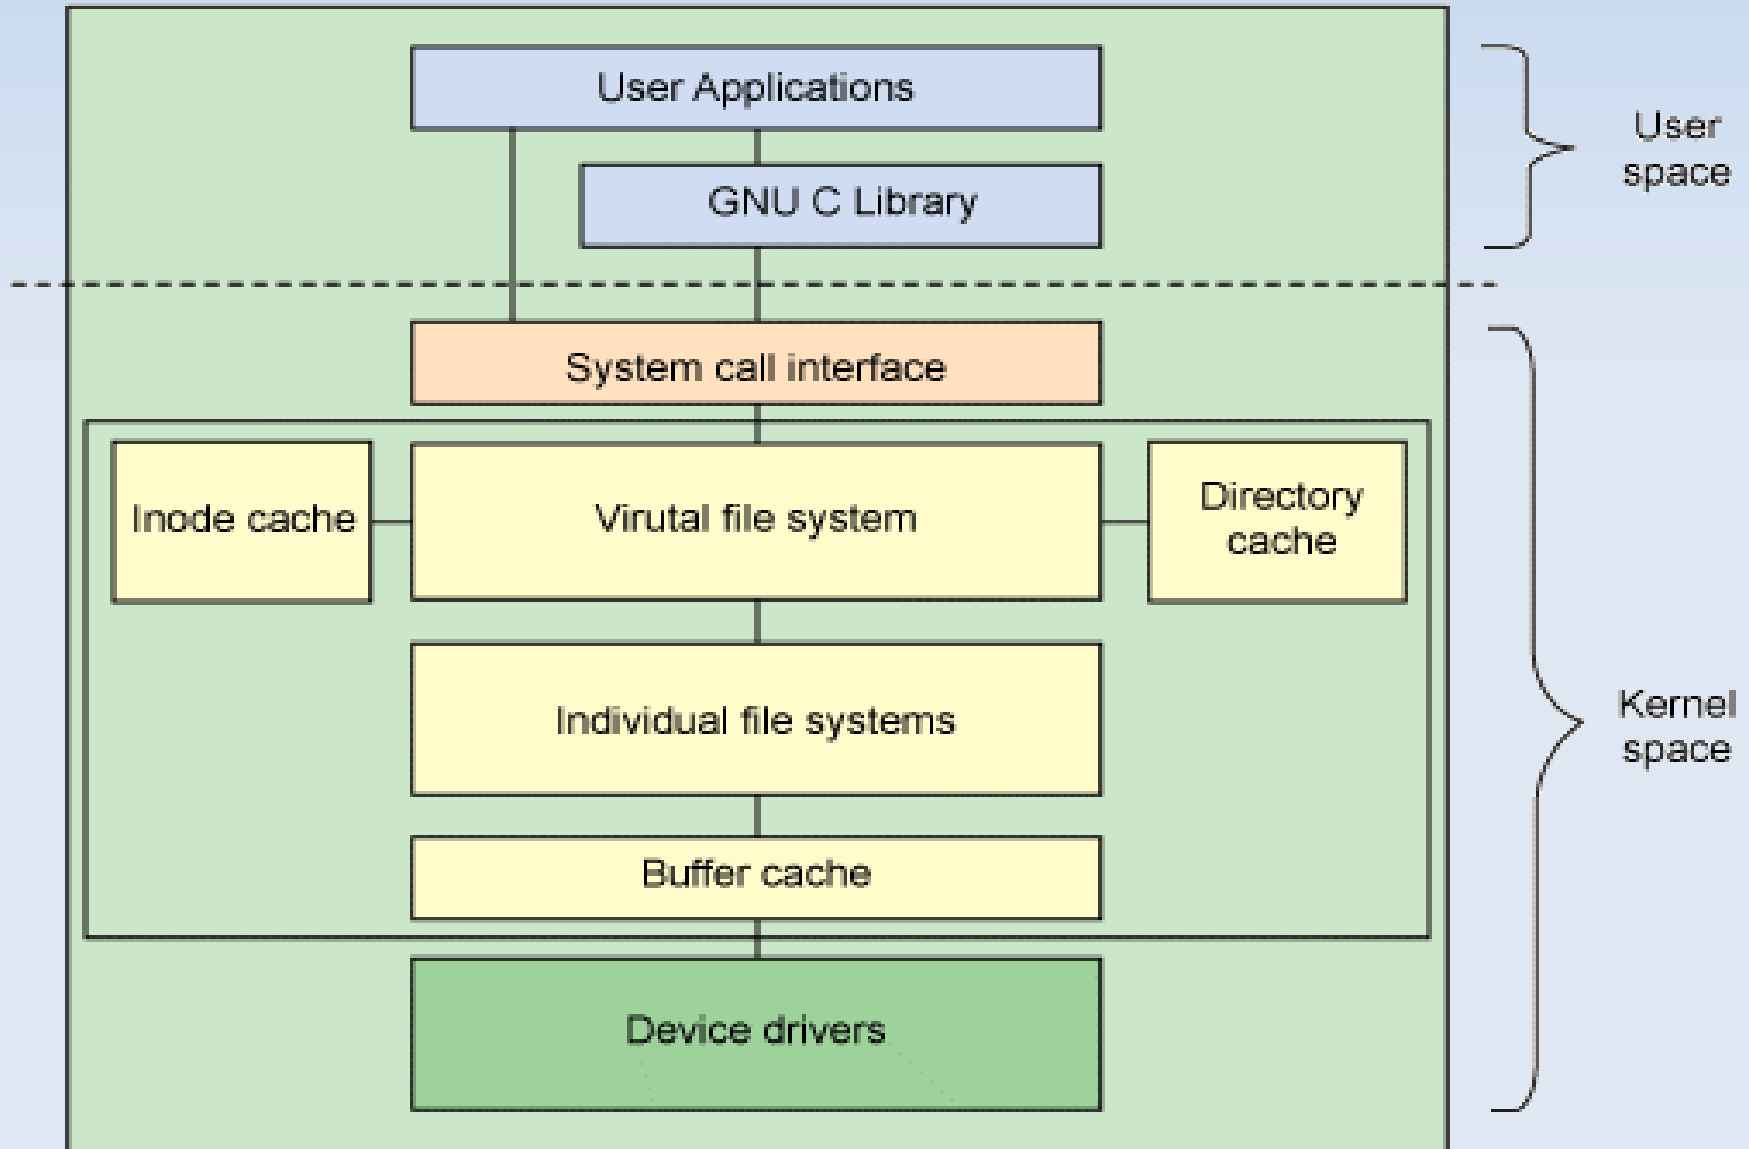 User Applications
User
space
GNU C Library
System call interface
Inode cache
Virutal file system
Directory
cache
Individual file systems
Kernel
space
Buffer cache
Device drivers